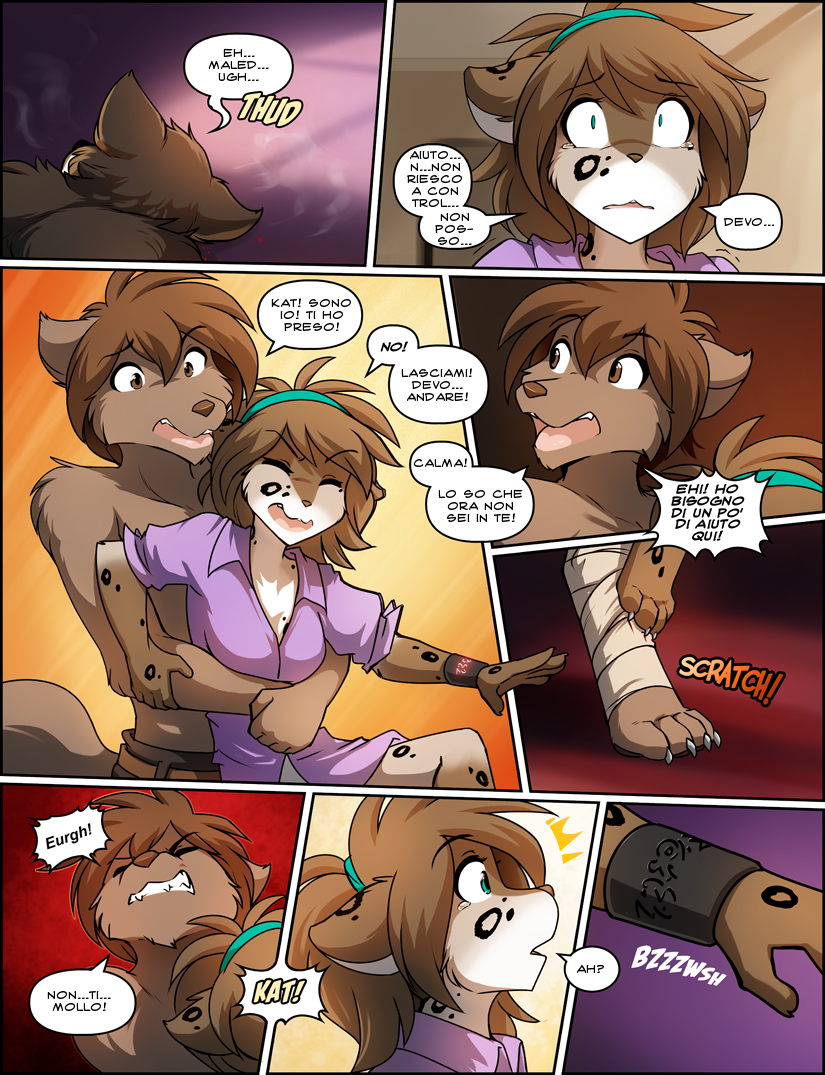 EH...
MALED...
UGH...
THUD
AIUTO...
N...NON
RIESCO
A CON
TROL...
NON
POS-
SO...
DEVO...
KAT! SONO
IO! TI HO
PRESO!
NO!
LASCIAMI!
DEVO...
ANDARE!
CALMA!
LO SO CHE
ORA NON
SEI IN TE!
EHI! HO
BISOGNO
DI UN PO'
DI AIUTO
QUI!
SCRATCH!
Eurgh!
NON...TI...
MOLLO!
KAT!
AH?
BZZZWSH